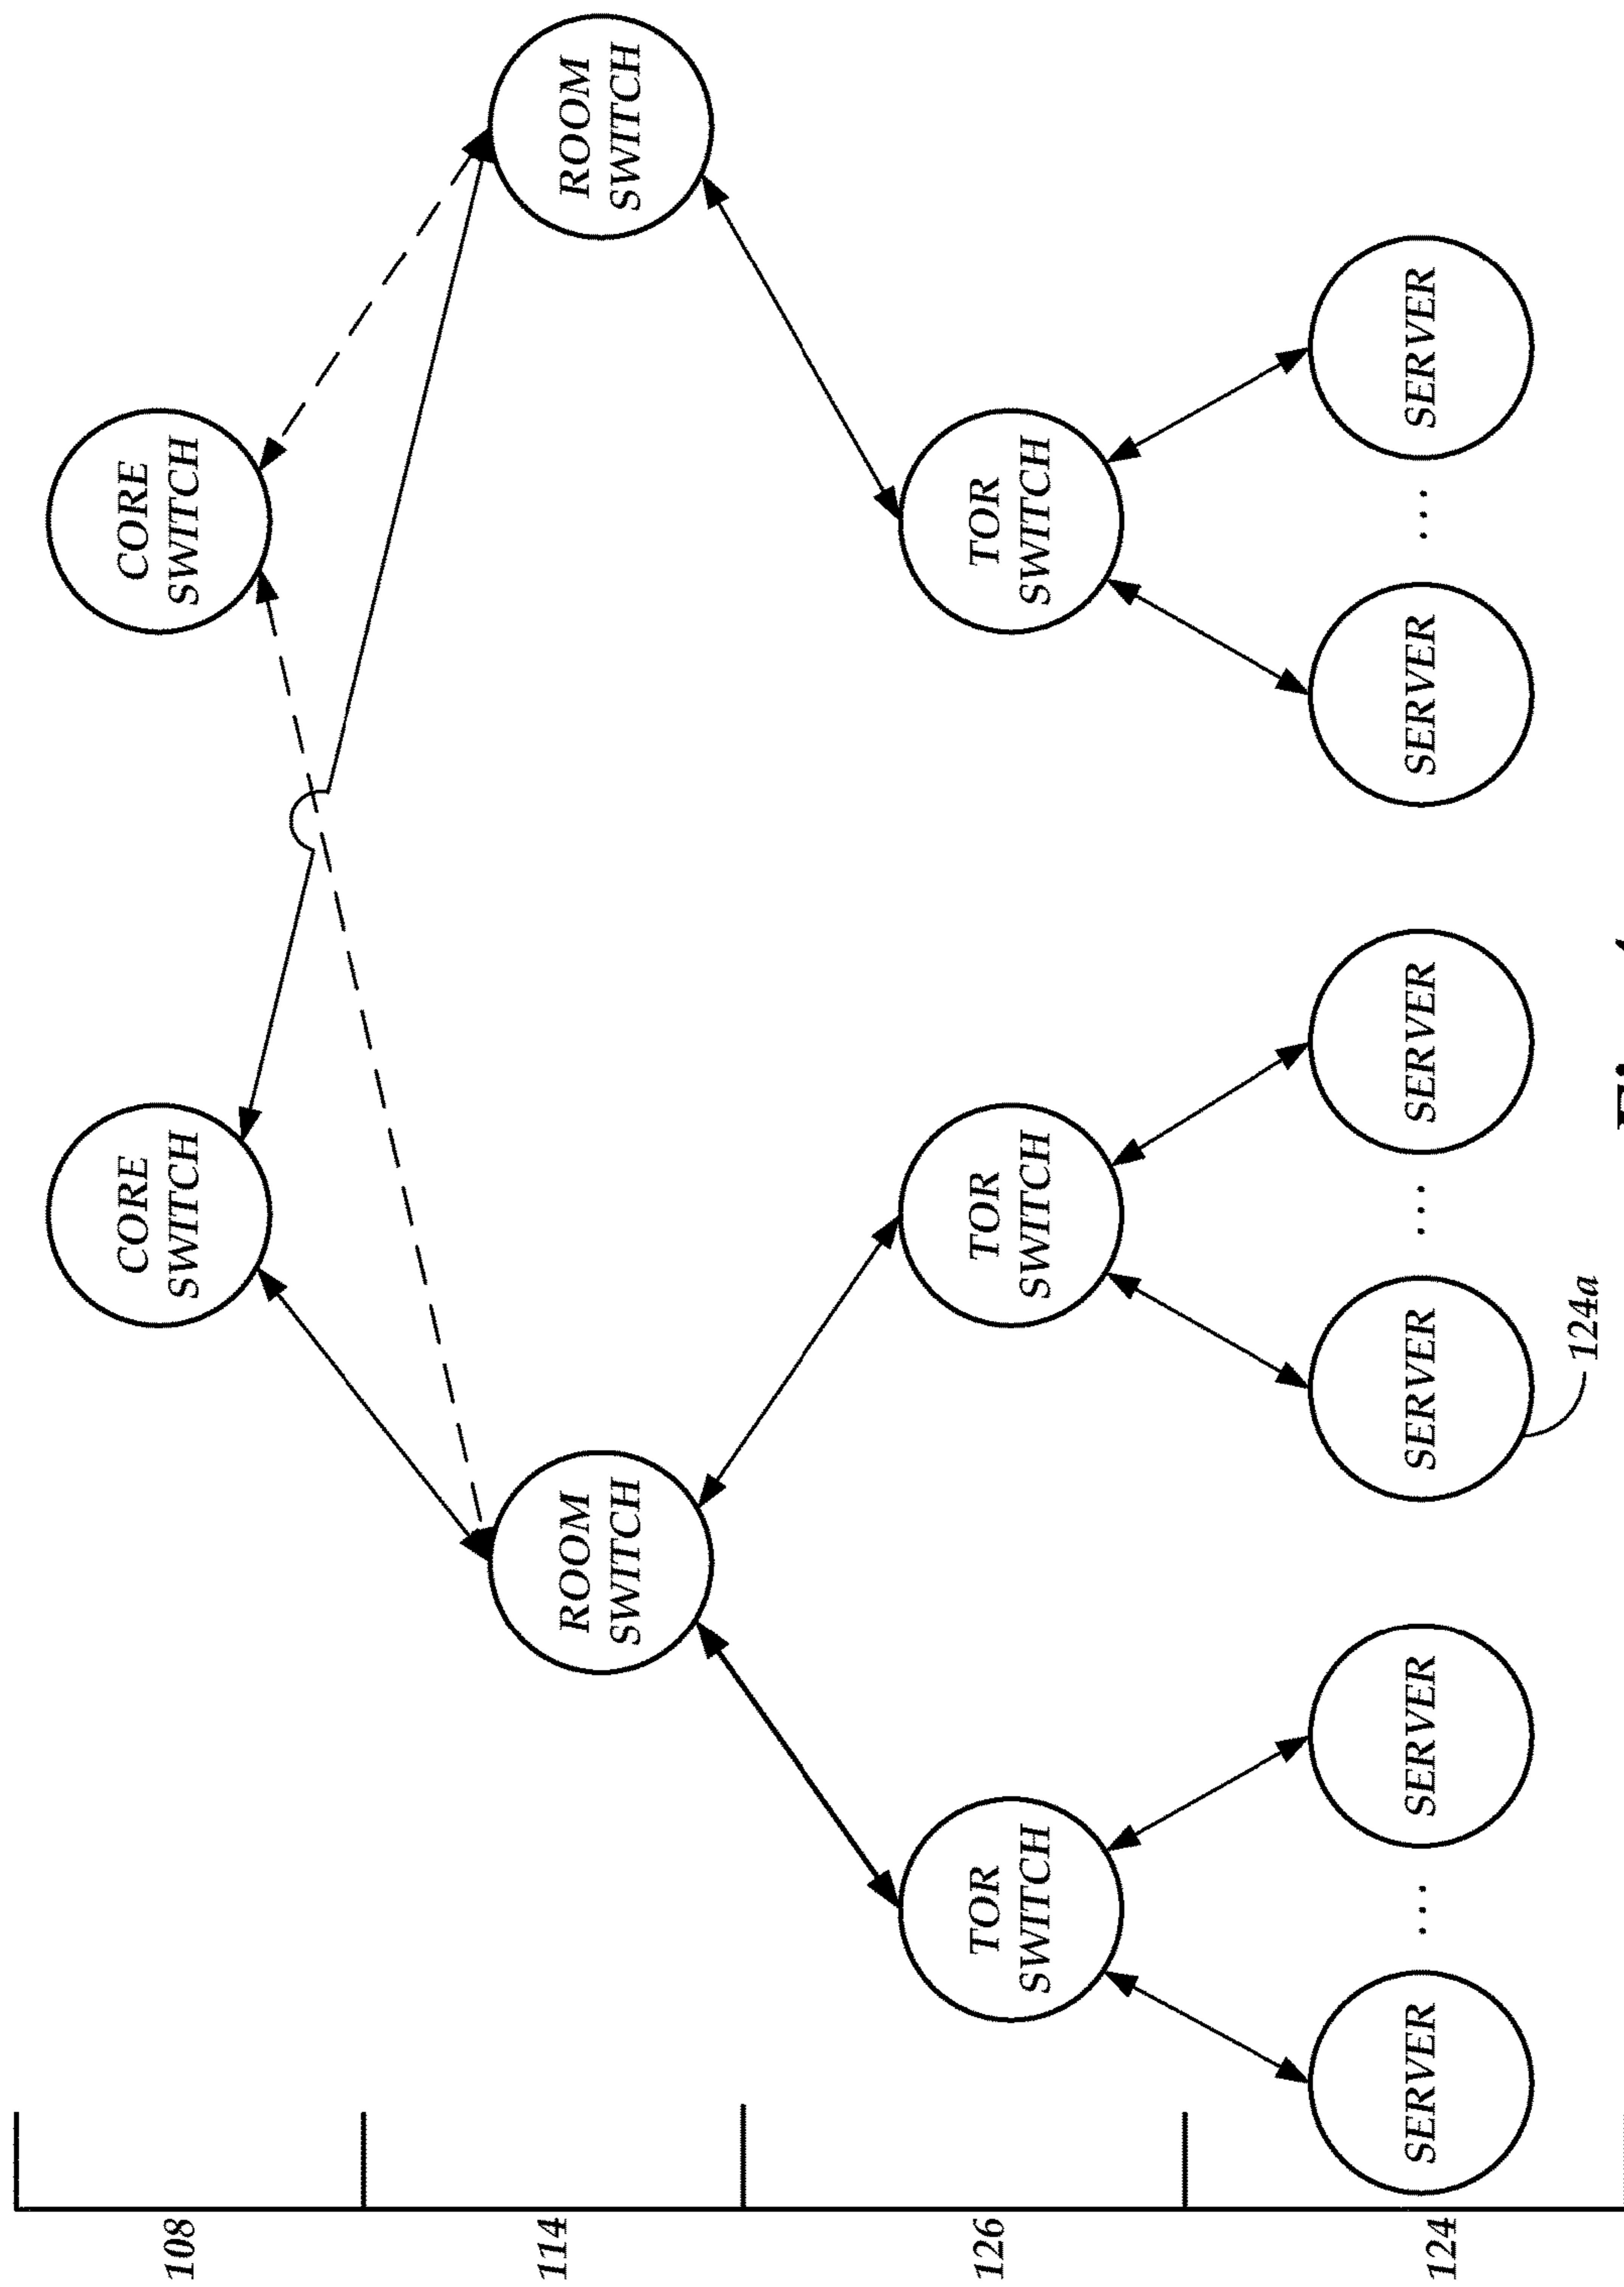 108
CORE
SWITCH
CORE
SWITCH
114
ROOM
SWITCH
ROOM
SWITCH
126
TOR
SWITCH
TOR
SWITCH
TOR
SWITCH
124
SERVER
...
SERVER
SERVER
...
SERVER
SERVER
...
SERVER
124a